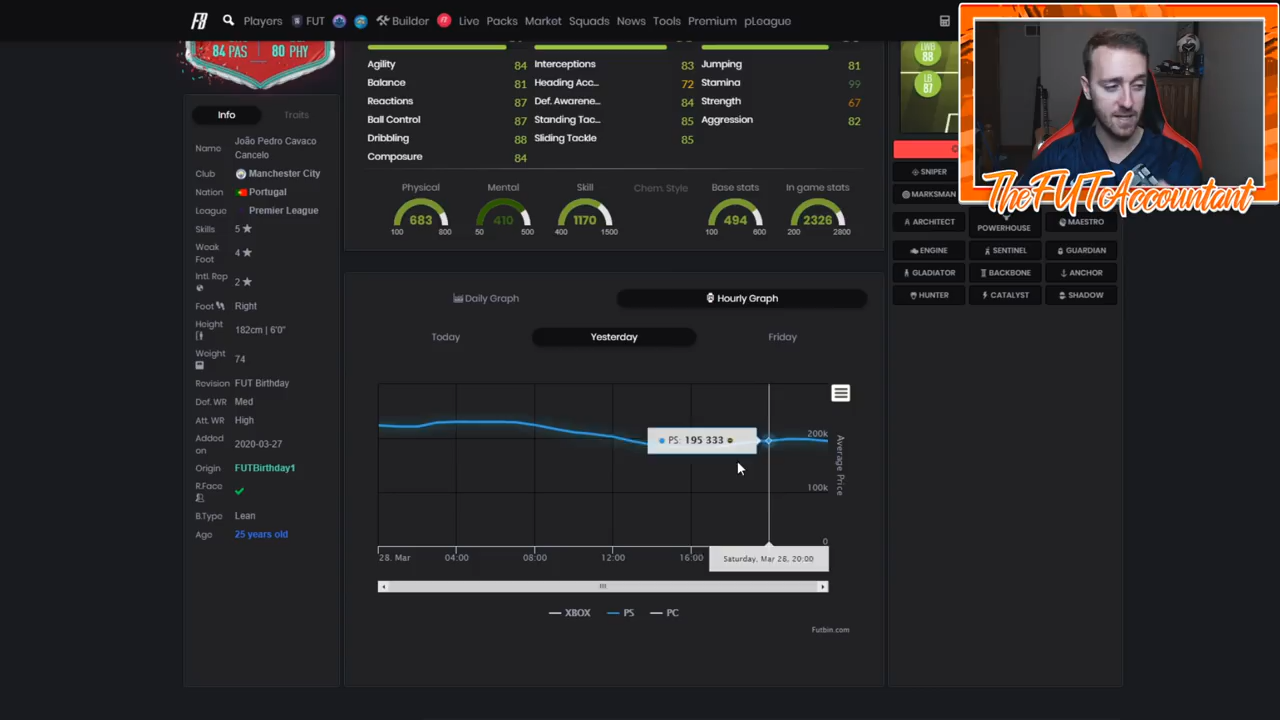 FB Players FUT Builder Live Packs Market Squads News Tools Premium pLeague
84 PAS 80 PHY
LWB
88
LB
87
Agility 84 Interceptions 83 Jumping 81
Balance 81 Heading Acc... 72 Stamina 99
Reactions 87 Def. Awarene... 84 Strength 67
Ball Control 87 Standing Tac... 85 Aggression 82
Dribbling 88 Sliding Tackle 85
Composure 84
Info Traits
Name João Pedro Cavaco
Cancelo
Club Manchester City
Nation Portugal
League Premier League
Skills 5★
Weak
Foot 4★
Intl. Rep 2★
Foot Right
Height 182cm | 6'0"
Weight 74
Revision FUT Birthday
Def. WR Med
Att. WR High
Added
on 2020-03-27
Origin FUTBirthday1
R.Face
B.Type Lean
Age 25 years old
Physical Mental Skill Chem. Style Base stats In game stats
683 410 1170 494 2326
100 800 50 500 400 1500 100 600 200 2800
Daily Graph Hourly Graph
Today Yesterday Friday
PS: 195 333
200k
100k
0
Average Price
28. Mar 04:00 08:00 12:00 16:00
Saturday, Mar 28, 20:00
XBOX PS PC
Futbin.com
SNIPER
MARKSMAN
ARCHITECT POWERHOUSE MAESTRO
ENGINE SENTINEL GUARDIAN
GLADIATOR BACKBONE ANCHOR
HUNTER CATALYST SHADOW
TheFUTAccountant